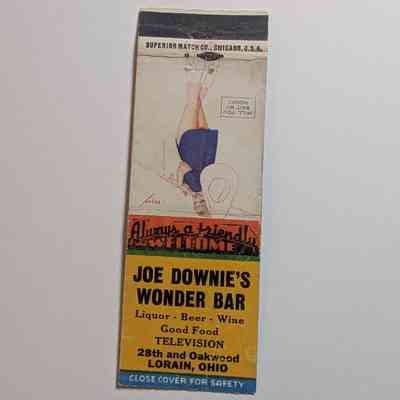 SUPERIOR MATCH CO., CHICAGO, U.S.A.
Always a friendly
WELCOME
JOE DOWNIE'S
WONDER BAR
Liquor - Beer - Wine
Good Food
TELEVISION
28th and Oakwood
LORAIN, OHIO
CLOSE COVER FOR SAFETY